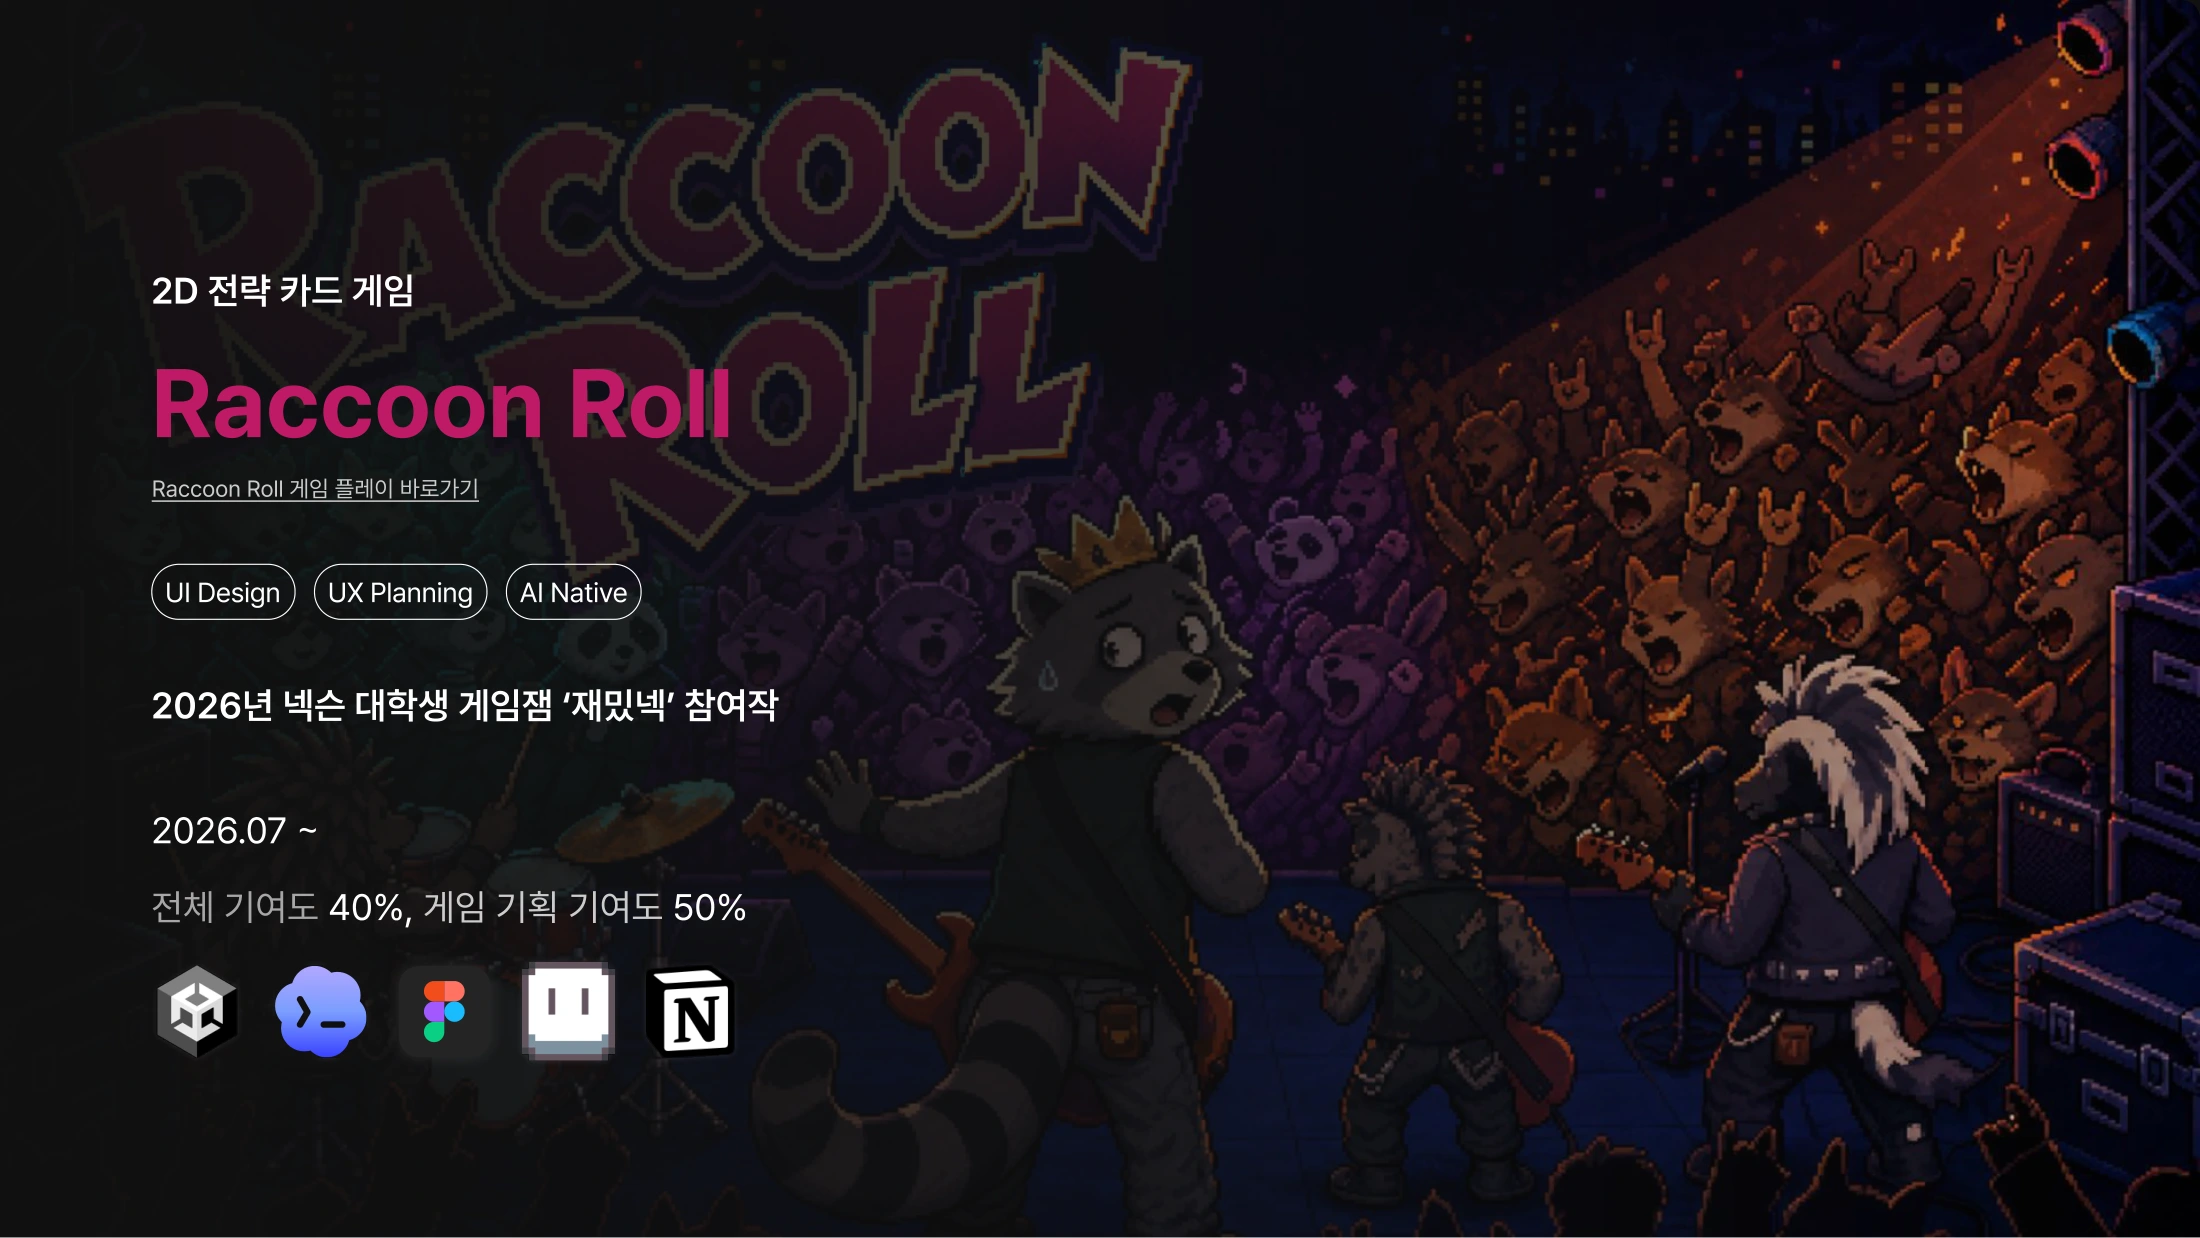 RACCOON
ROLL
2D 전략 카드 게임
Raccoon Roll
Raccoon Roll 게임 플레이 바로가기
UI Design
UX Planning
AI Native
2026년 넥슨 대학생 게임잼 ‘재밌넥’ 참여작
2026.07 ~
전체 기여도 40%, 게임 기획 기여도 50%
N